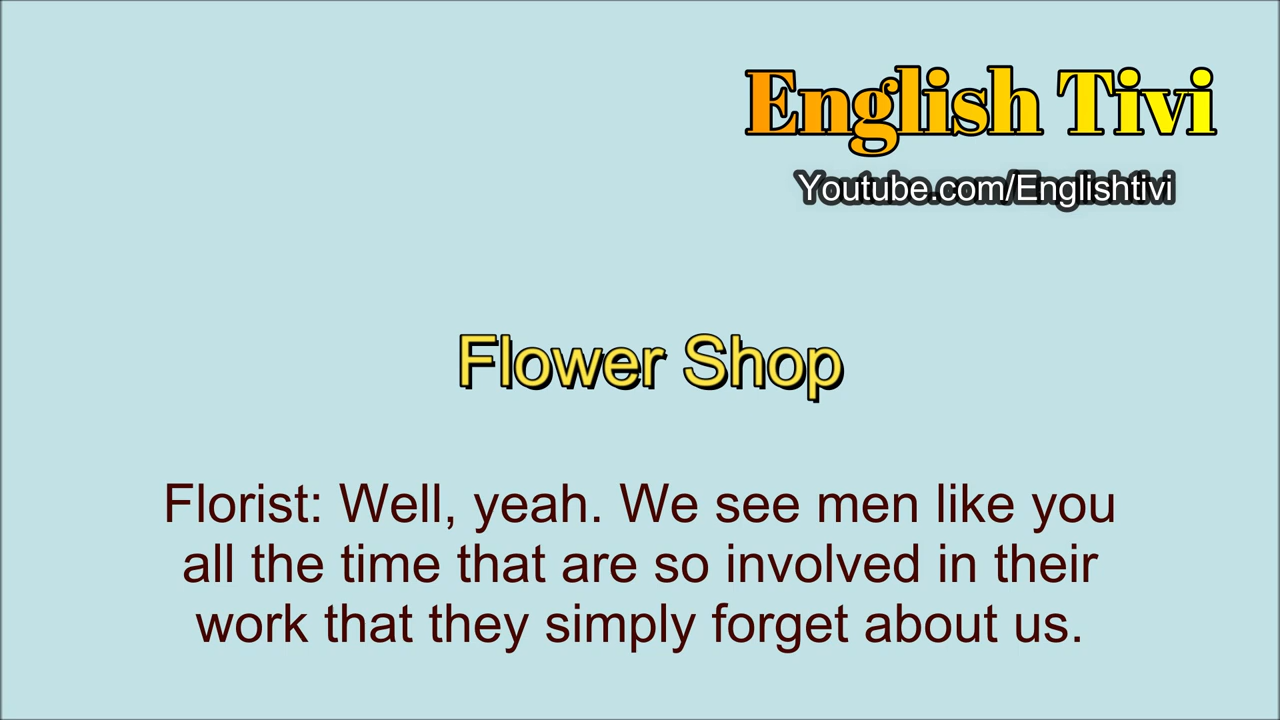 English Tivi
Youtube.com/Englishtivi
Flower Shop
Florist: Well, yeah. We see men like you
all the time that are so involved in their
work that they simply forget about us.